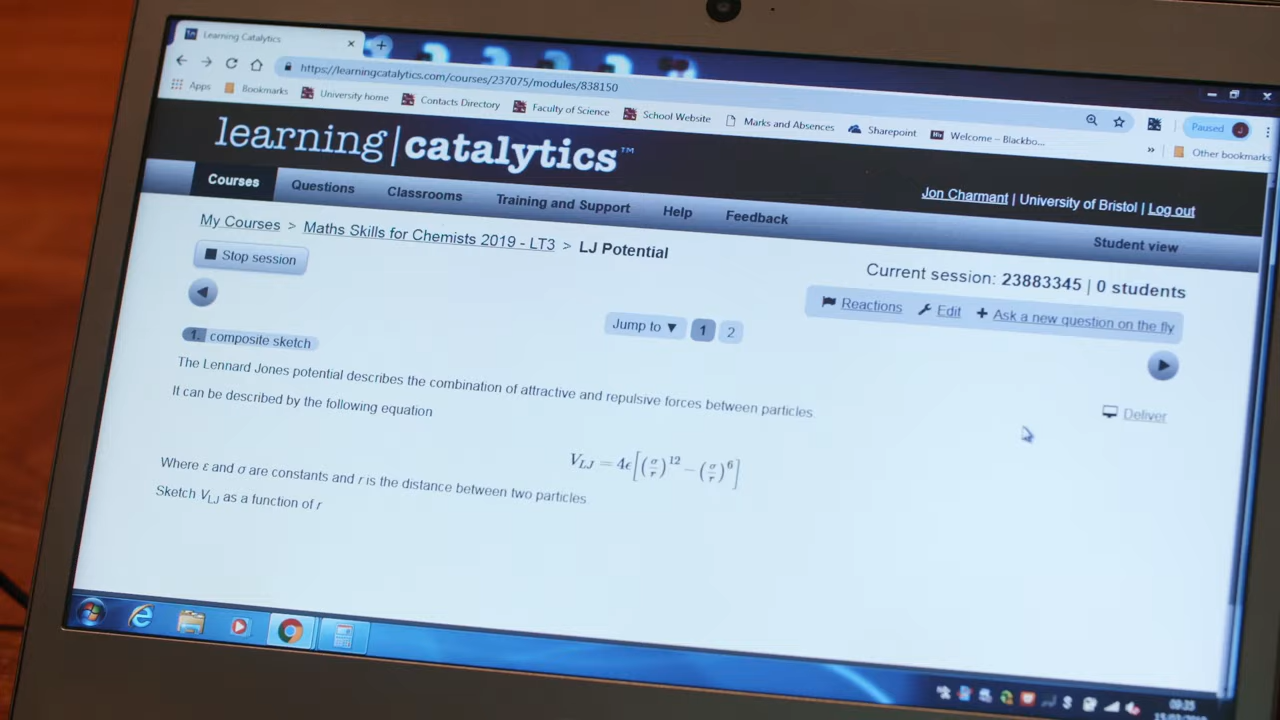 Learning Catalytics
https://learningcatalytics.com/courses/237075/modules/838150
Apps Bookmarks University home Contacts Directory Faculty of Science School Website Marks and Absences Sharepoint Welcome – Blackbo... » Other bookmarks
Paused J
learning|catalytics™
Jon Charmant | University of Bristol | Log out
Courses Questions Classrooms Training and Support Help Feedback Student view
My Courses > Maths Skills for Chemists 2019 - LT3 > LJ Potential
Stop session
Current session: 23883345 | 0 students
Reactions Edit Ask a new question on the fly
Jump to ▼ 1 2
1. composite sketch
Deliver
The Lennard Jones potential describes the combination of attractive and repulsive forces between particles.
It can be described by the following equation
V_LJ = 4ϵ[(σ/r)^12 − (σ/r)^6]
Where ε and σ are constants and r is the distance between two particles
Sketch V_LJ as a function of r
09:35